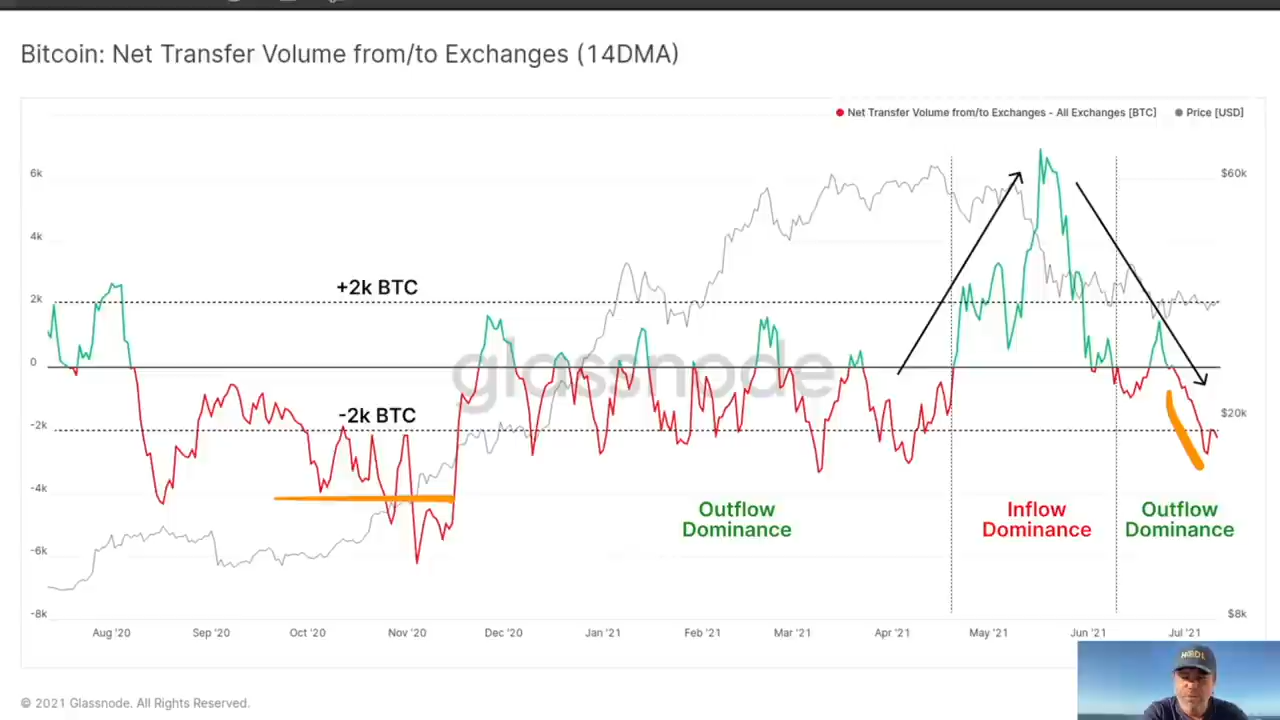 Bitcoin: Net Transfer Volume from/to Exchanges (14DMA)
Net Transfer Volume from/to Exchanges - All Exchanges [BTC] Price [USD]
6k $60k
4k
+2k BTC
2k
glassnode
0
-2k BTC
$20k
-2k
-4k
Outflow Dominance
Inflow Dominance
Outflow Dominance
-6k
-8k $8k
Aug '20 Sep '20 Oct '20 Nov '20 Dec '20 Jan '21 Feb '21 Mar '21 Apr '21 May '21 Jun '21 Jul '21
© 2021 Glassnode. All Rights Reserved.